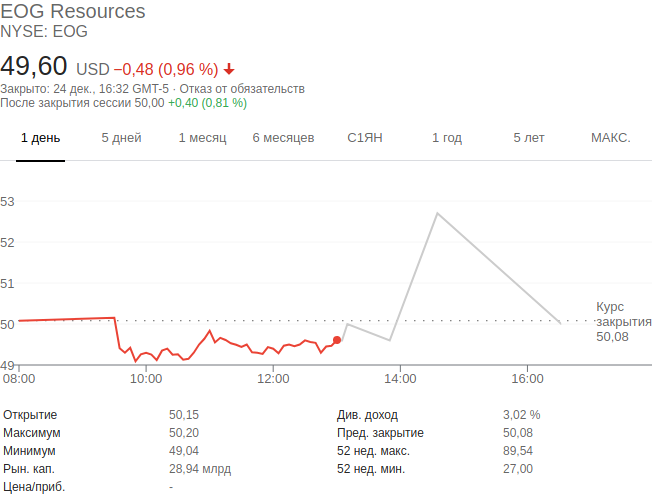 EOG Resources
NYSE: EOG
49,60 USD −0,48 (0,96 %)
Закрыто: 24 дек., 16:32 GMT-5 · Отказ от обязательств
После закрытия сессии 50,00 +0,40 (0,81 %)
1 день 5 дней 1 месяц 6 месяцев С1ЯН 1 год 5 лет МАКС.
53
52
51
50
49
Курс
закрытия
50,08
08:00 10:00 12:00 14:00 16:00
Открытие 50,15 Див. доход 3,02 %
Максимум 50,20 Пред. закрытие 50,08
Минимум 49,04 52 нед. макс. 89,54
Рын. кап. 28,94 млрд 52 нед. мин. 27,00
Цена/приб. -